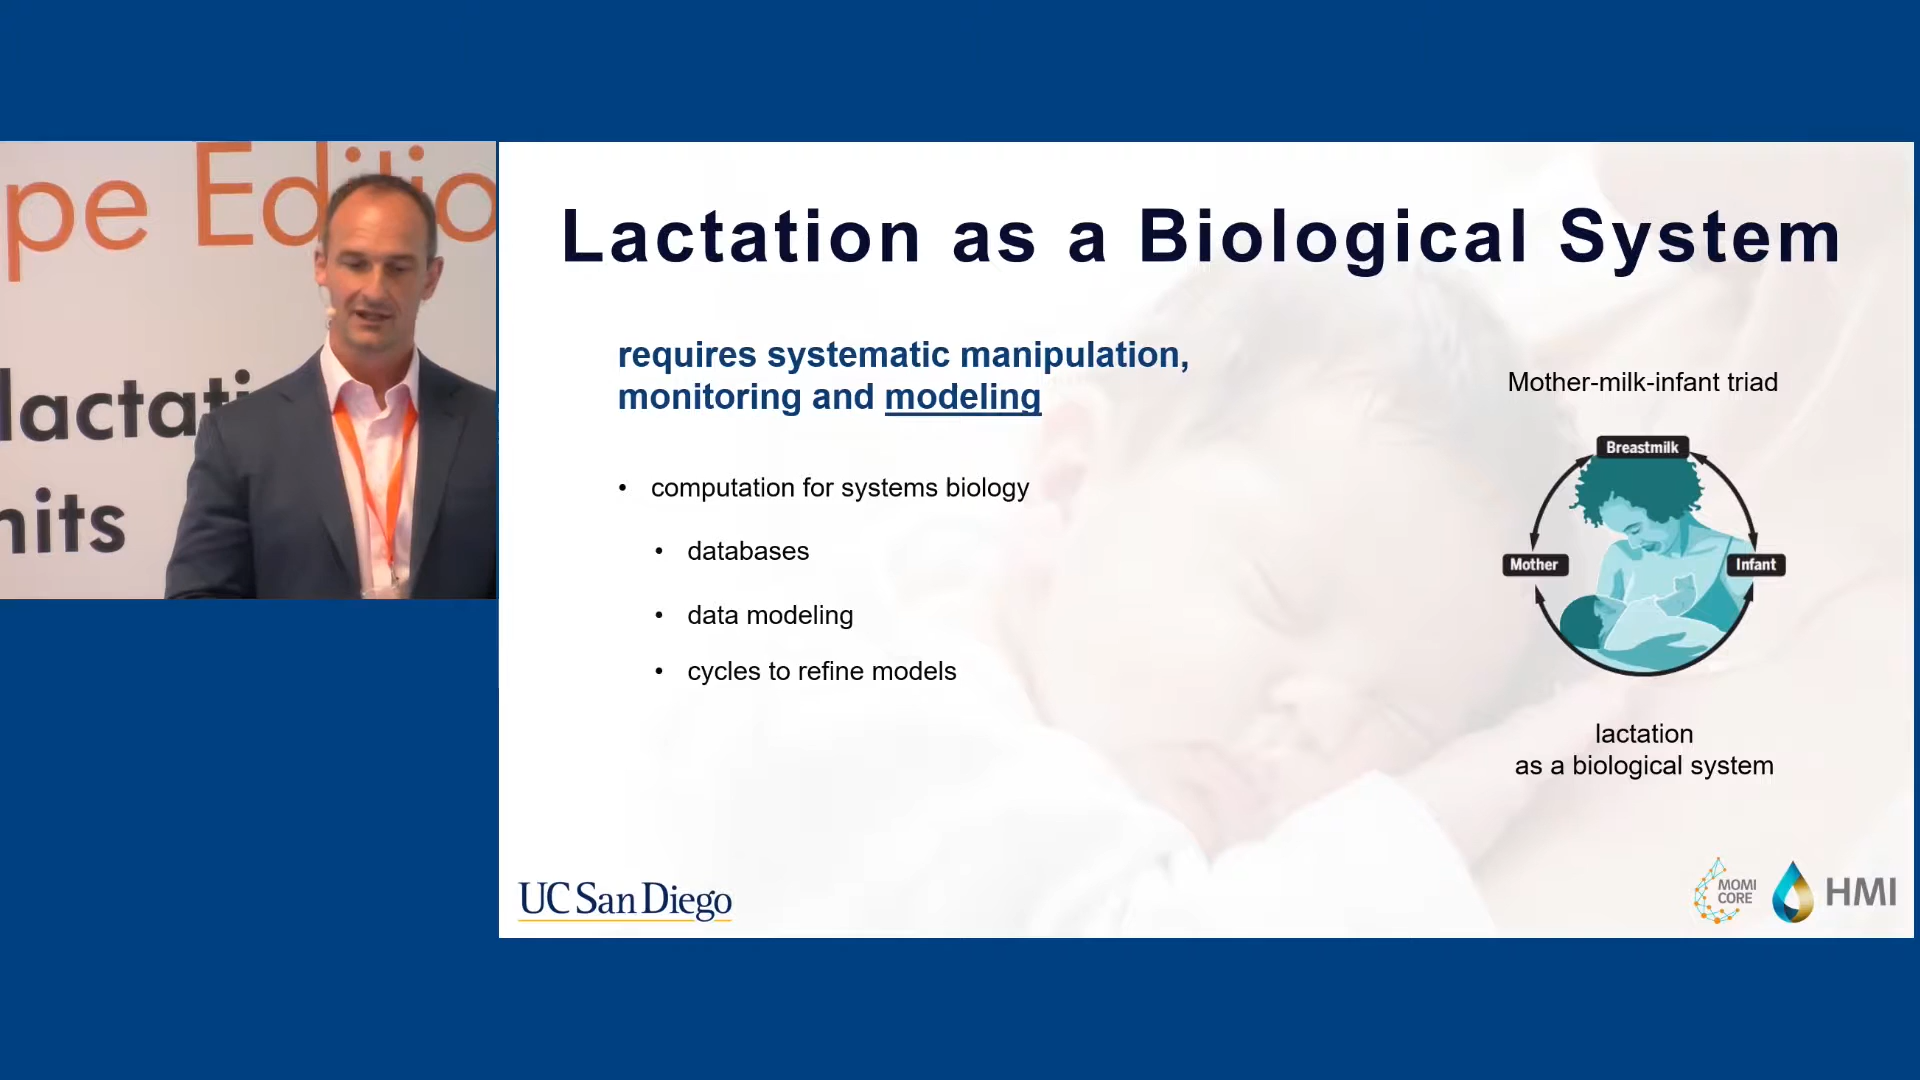 pe Editio
lactati
nits
Lactation as a Biological System
requires systematic manipulation,
monitoring and modeling
• computation for systems biology
• databases
• data modeling
• cycles to refine models
Mother-milk-infant triad
Breastmilk
Mother
Infant
lactation
as a biological system
UC San Diego
MOMI
CORE
HMI